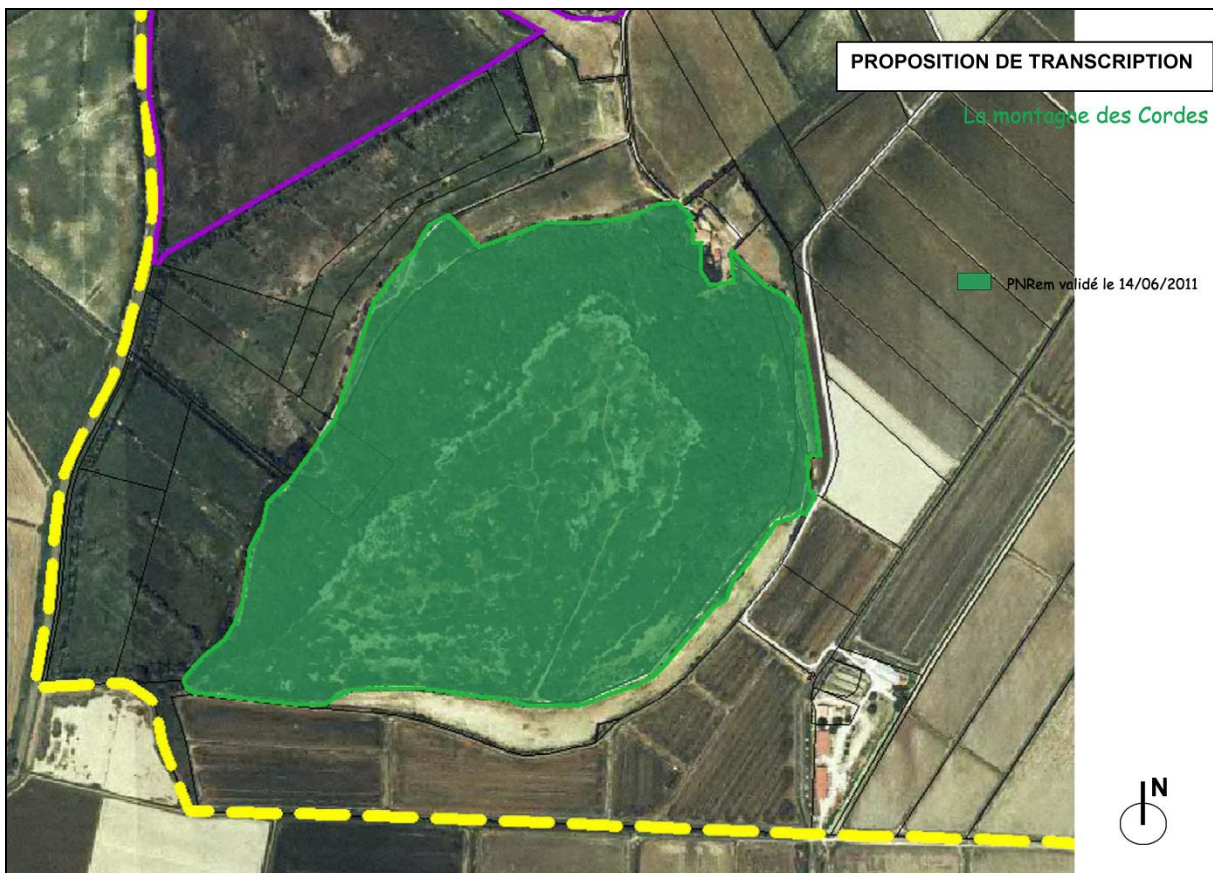 PROPOSITION DE TRANSCRIPTION
La montagne des Cordes
PNRem validé le 14/06/2011
N